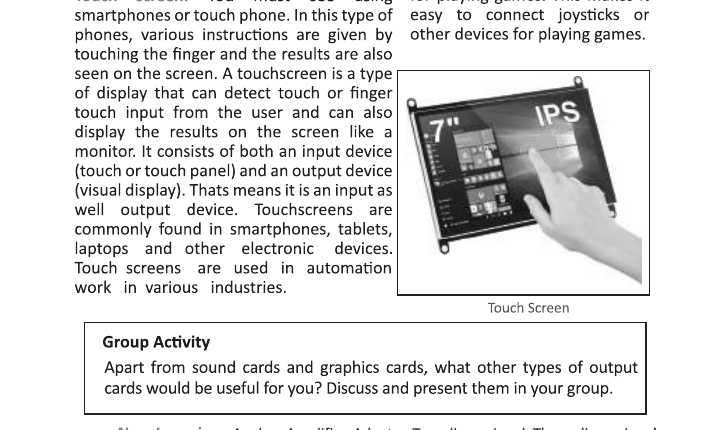 smartphones or touch phone. In this type of
phones, various instructions are given by
touching the finger and the results are also
seen on the screen. A touchscreen is a type
of display that can detect touch or finger
touch input from the user and can also
display the results on the screen like a
monitor. It consists of both an input device
(touch or touch panel) and an output device
(visual display). Thats means it is an input as
well output device. Touchscreens are
commonly found in smartphones, tablets,
laptops and other electronic devices.
Touch screens are used in automation
work in various industries.
easy to connect joysticks or
other devices for playing games.
7"
IPS
Touch Screen
Group Activity
Apart from sound cards and graphics cards, what other types of output
cards would be useful for you? Discuss and present them in your group.